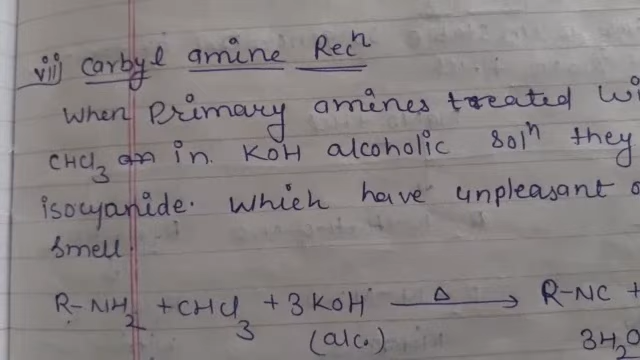 vii) Carbyl amine Recⁿ
When Primary amines treated
CHCl₃ in KOH alcoholic solⁿ they
isocyanide. Which have unpleasant
smell.
R-NH₂ + CHCl₃ + 3KOH —Δ→ R-NC +
(alc.) 3H₂O